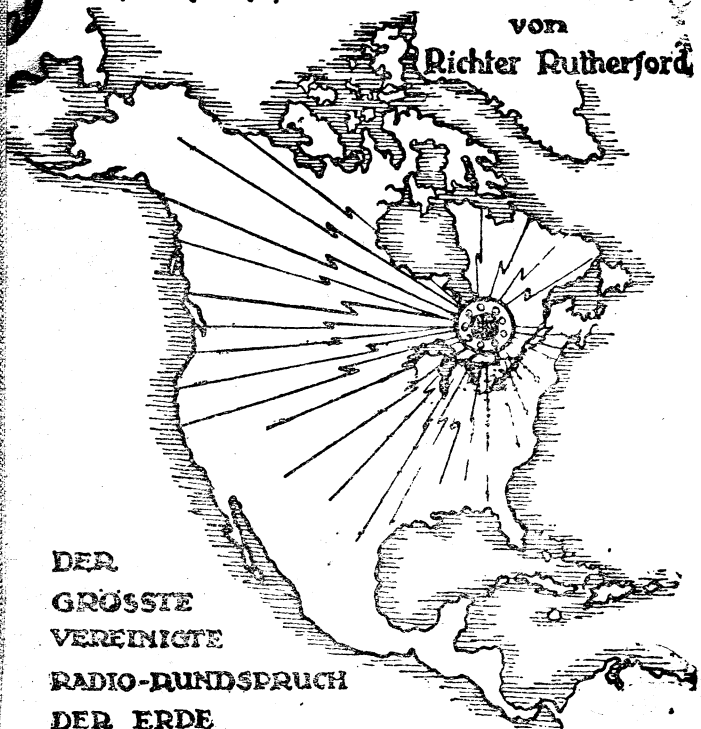 von
Richter Rutherford
DER
GRÖSSTE
VEREINIGTE
RADIO-RUNDSPRUCH
DER ERDE